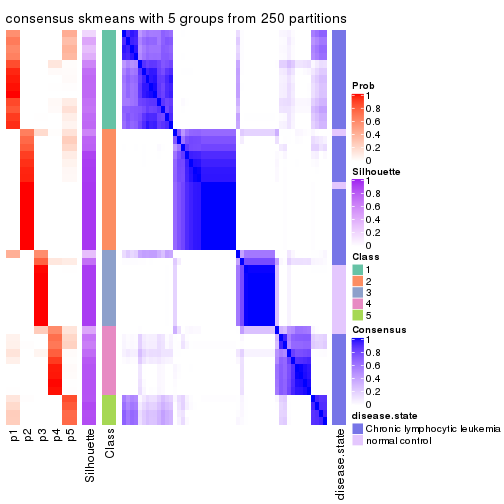 consensus skmeans with 5 groups from 250 partitions
Prob
1
0.8
0.6
0.4
0.2
0
Silhouette
1
0.8
0.6
0.4
0.2
0
Class
1
2
3
4
5
Consensus
1
0.8
0.6
0.4
0.2
0
disease.state
Chronic lymphocytic leukemia
normal control
p1
p2
p3
p4
p5
Silhouette
Class
disease.state